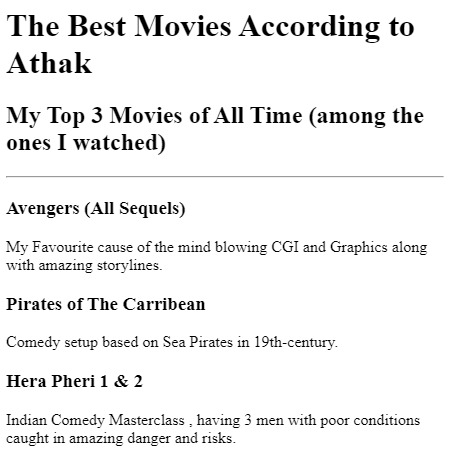 The Best Movies According to
Athak
My Top 3 Movies of All Time (among the
ones I watched)
Avengers (All Sequels)
My Favourite cause of the mind blowing CGI and Graphics along
with amazing storylines.
Pirates of The Carribean
Comedy setup based on Sea Pirates in 19th-century.
Hera Pheri 1 & 2
Indian Comedy Masterclass , having 3 men with poor conditions
caught in amazing danger and risks.